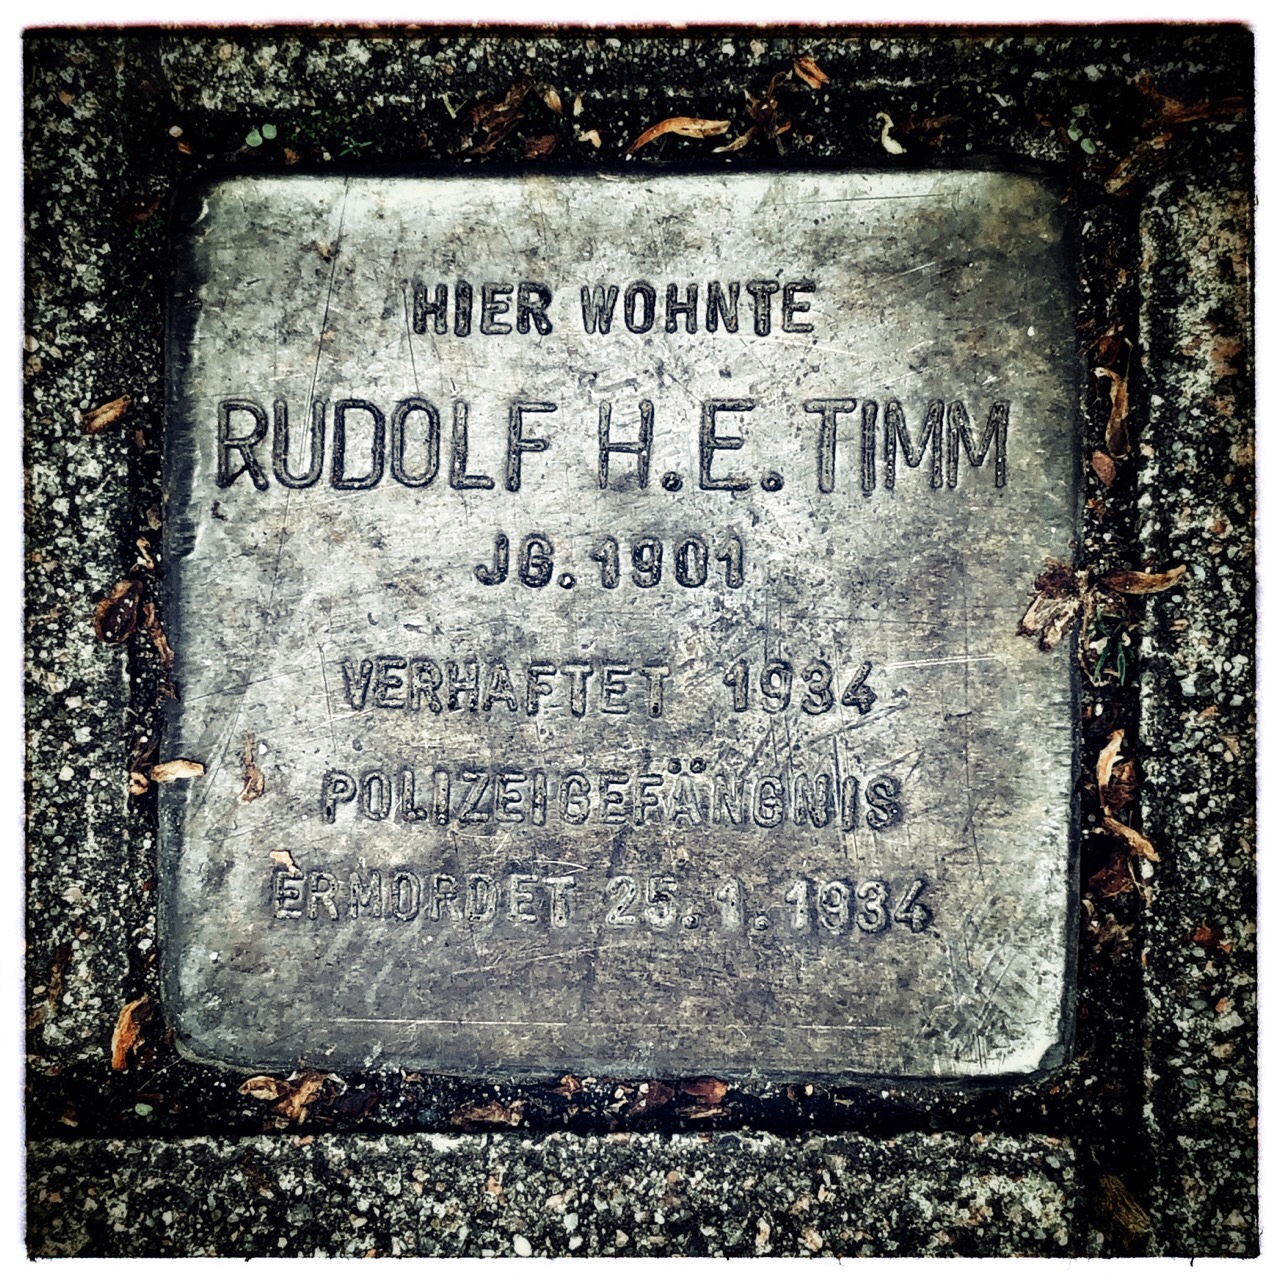 HIER WOHNTE
RUDOLF H.E. TIMM
JG. 1901
VERHAFTET 1934
POLIZEIGEFÄNGNIS
ERMORDET 25.1.1934